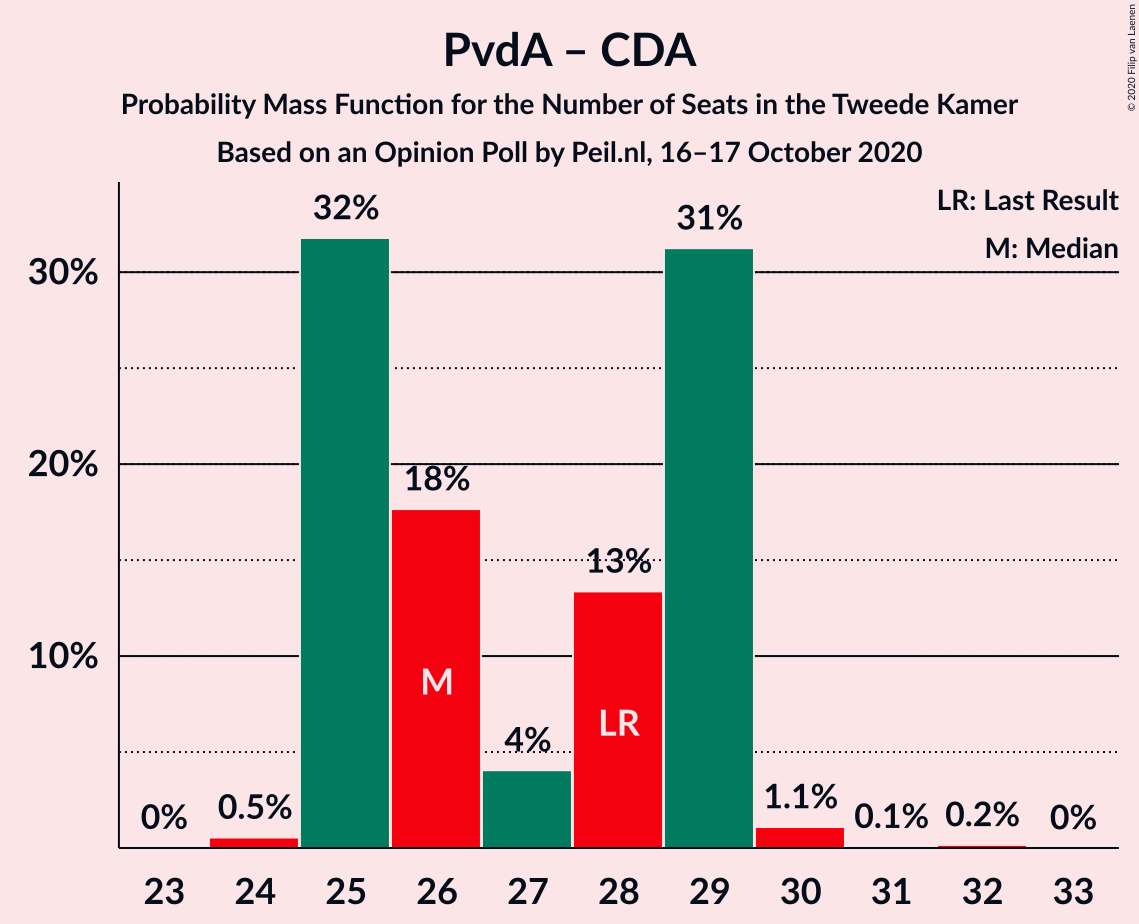 PvdA – CDA
Probability Mass Function for the Number of Seats in the Tweede Kamer
Based on an Opinion Poll by Peil.nl, 16–17 October 2020
© 2020 Filip van Laenen
LR: Last Result
M: Median
30%
20%
10%
0%
0.5%
32%
18%
4%
13%
31%
1.1%
0.1%
0.2%
0%
M
LR
23 24 25 26 27 28 29 30 31 32 33